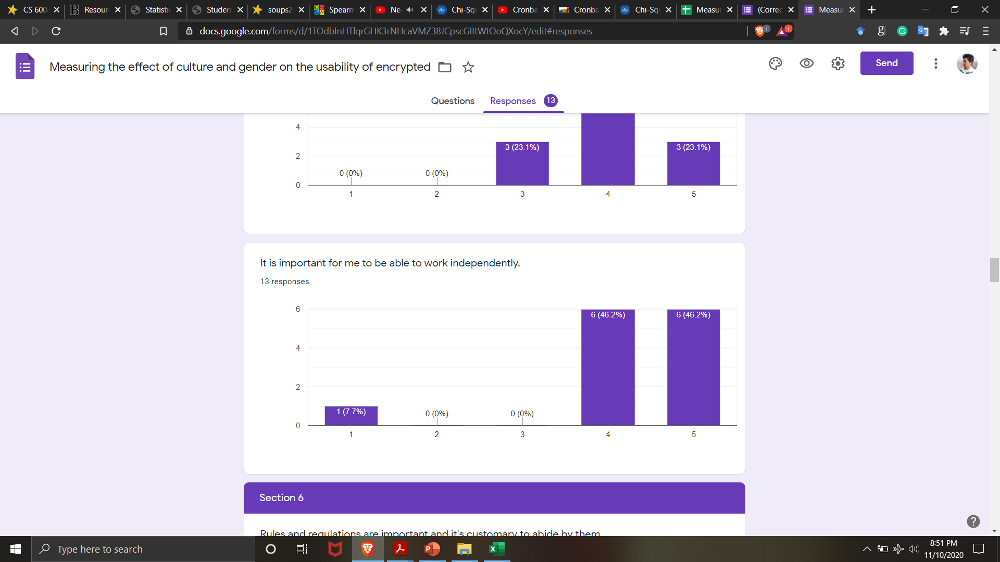 CS 600
Resour
Statisti
Studen
soups2
Spearm
Ne
Chi-Sq
Cronba
Cronba
Chi-Sq
Measu
(Correc
Measu
docs.google.com/forms/d/1TOdbInHTlqrGHK3rNHcaVMZ38JCpscGIItWtOoQXocY/edit#responses
1
1
Measuring the effect of culture and gender on the usability of encrypted
Send
Questions
Responses 13
4
2
0
0 (0%)
0 (0%)
3 (23.1%)
3 (23.1%)
1 2 3 4 5
It is important for me to be able to work independently.
13 responses
6
4
2
0
1 (7.7%)
0 (0%)
0 (0%)
6 (46.2%)
6 (46.2%)
1 2 3 4 5
Section 6
Rules and regulations are important and it's customary to abide by them
Type here to search
8:51 PM
11/10/2020